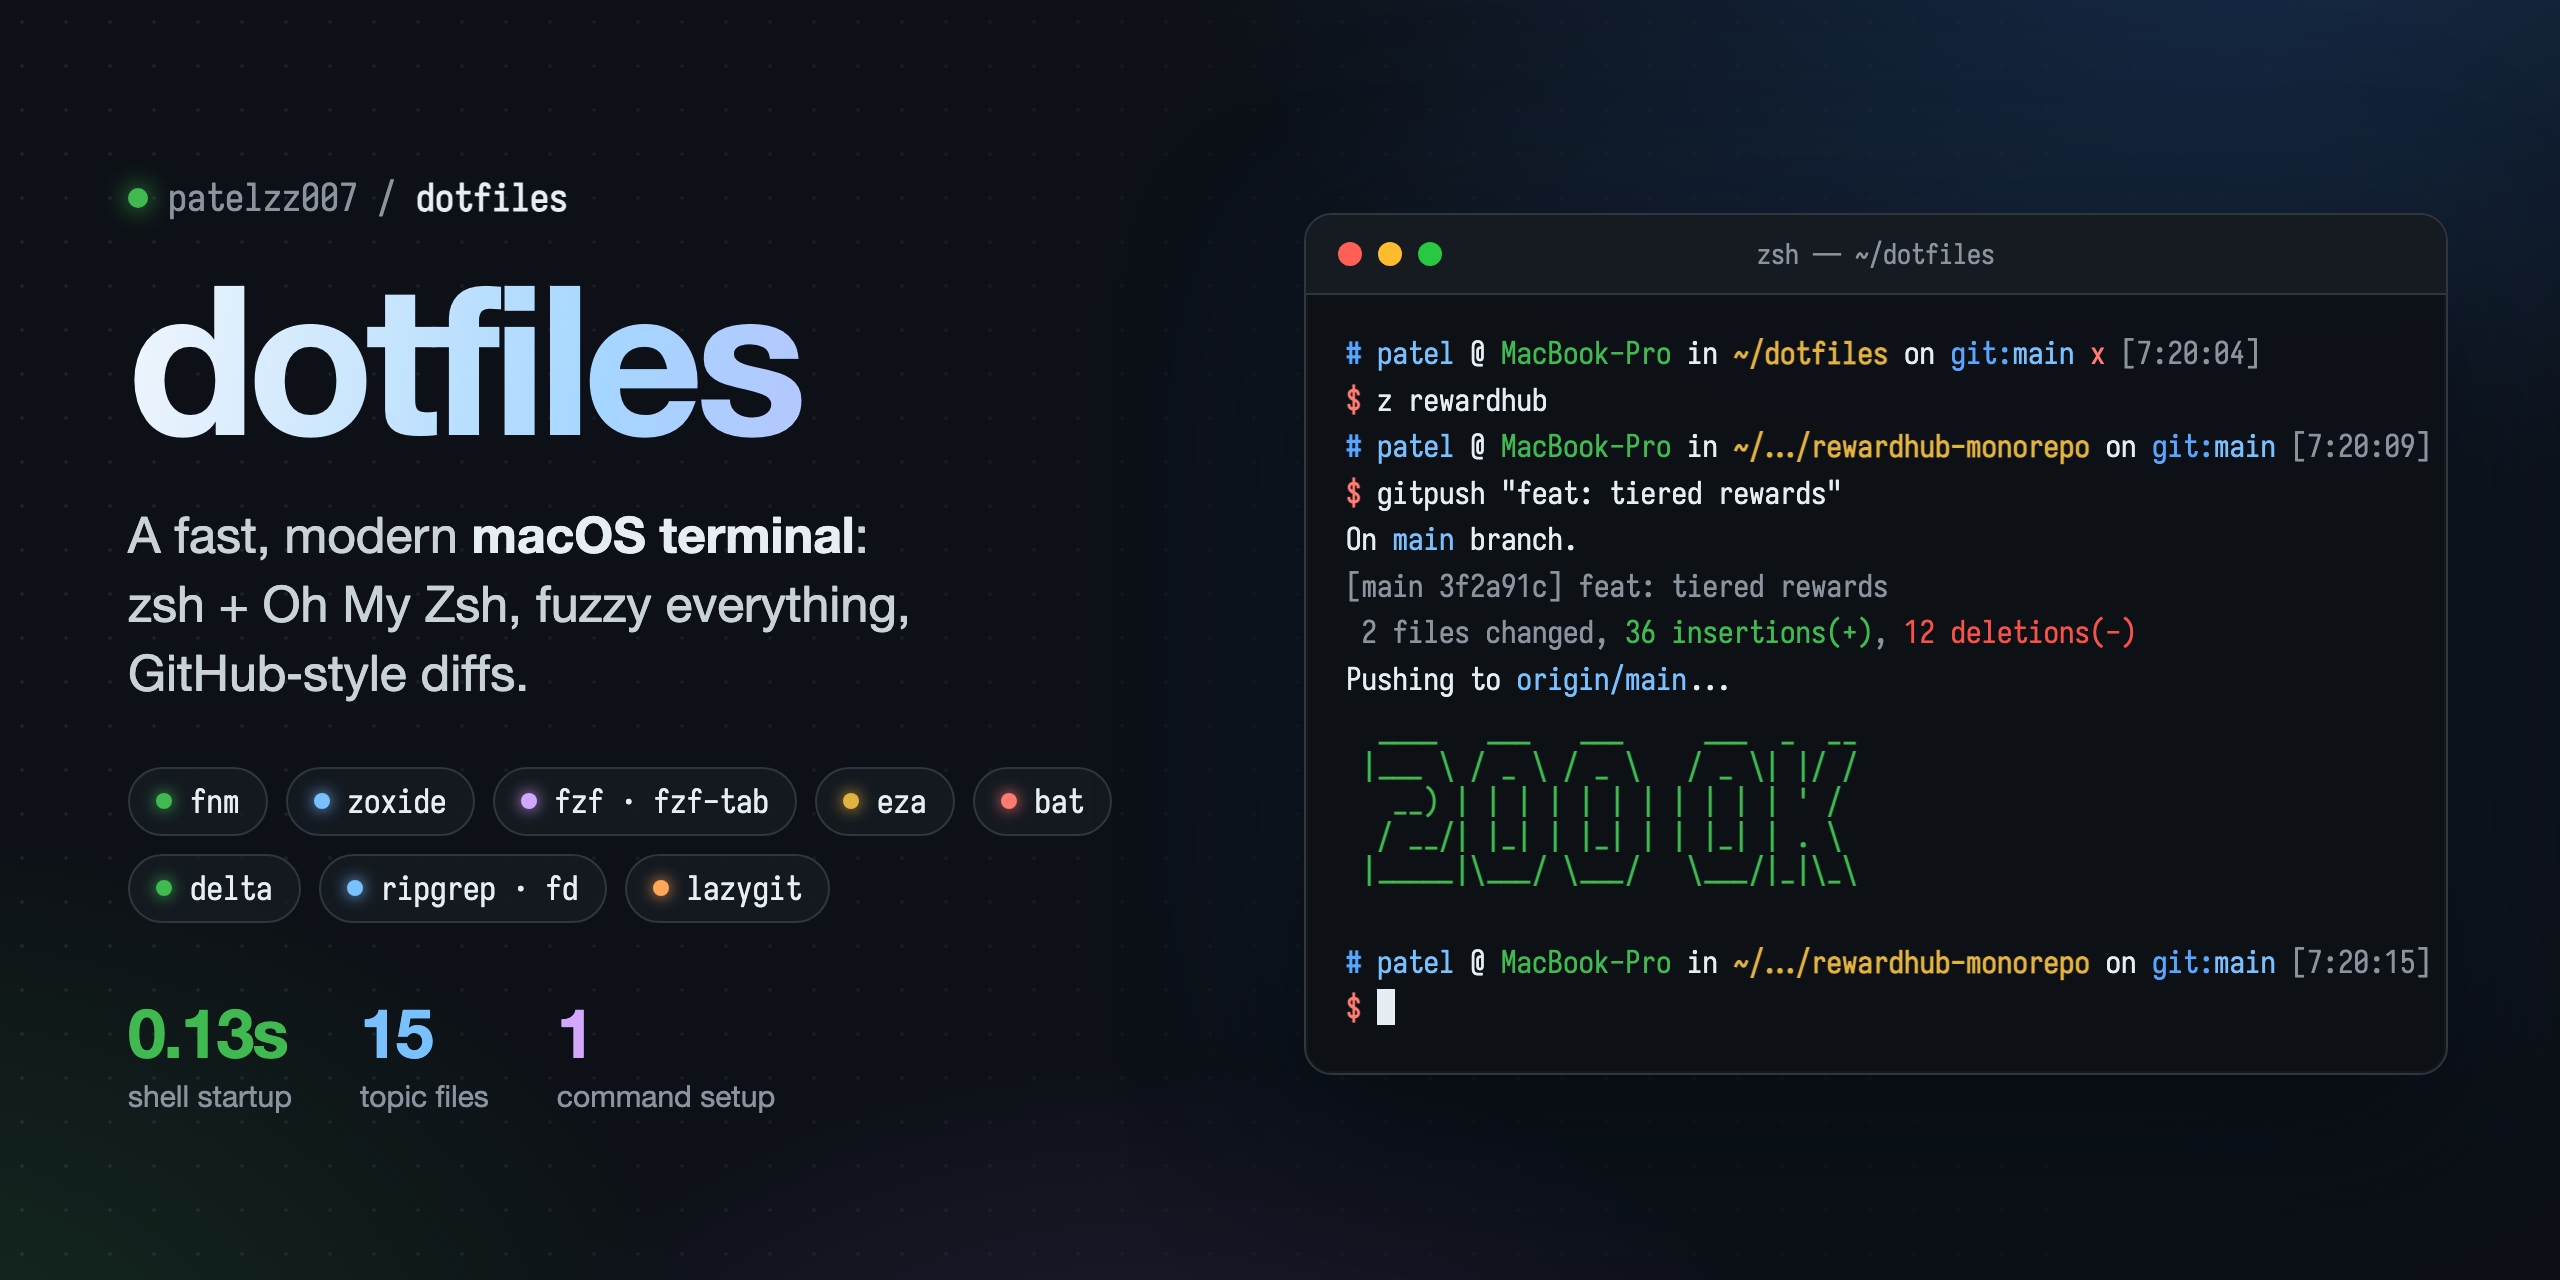 patelzz007 / dotfiles
dotfiles
A fast, modern macOS terminal:
zsh + Oh My Zsh, fuzzy everything,
GitHub-style diffs.
fnm
zoxide
fzf · fzf-tab
eza
bat
delta
ripgrep · fd
lazygit
0.13s
shell startup
15
topic files
1
command setup
zsh — ~/dotfiles
# patel @ MacBook-Pro in ~/dotfiles on git:main x [7:20:04]
$ z rewardhub
# patel @ MacBook-Pro in ~/.../rewardhub-monorepo on git:main [7:20:09]
$ gitpush "feat: tiered rewards"
On main branch.
[main 3f2a91c] feat: tiered rewards
2 files changed, 36 insertions(+), 12 deletions(-)
Pushing to origin/main...
200 OK
# patel @ MacBook-Pro in ~/.../rewardhub-monorepo on git:main [7:20:15]
$